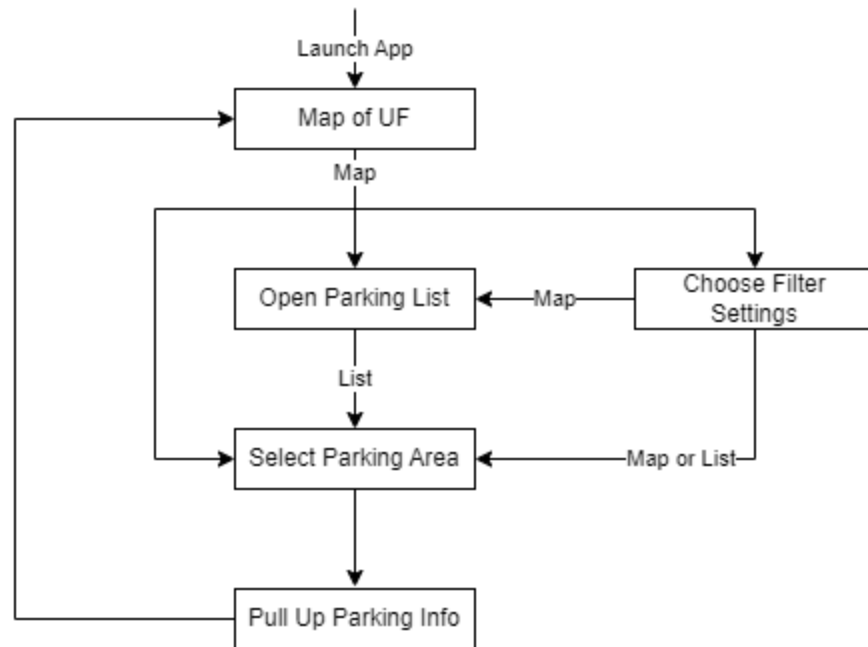 Launch App
Map of UF
Map
Open Parking List
Map
Choose Filter
Settings
List
Select Parking Area
Map or List
Pull Up Parking Info